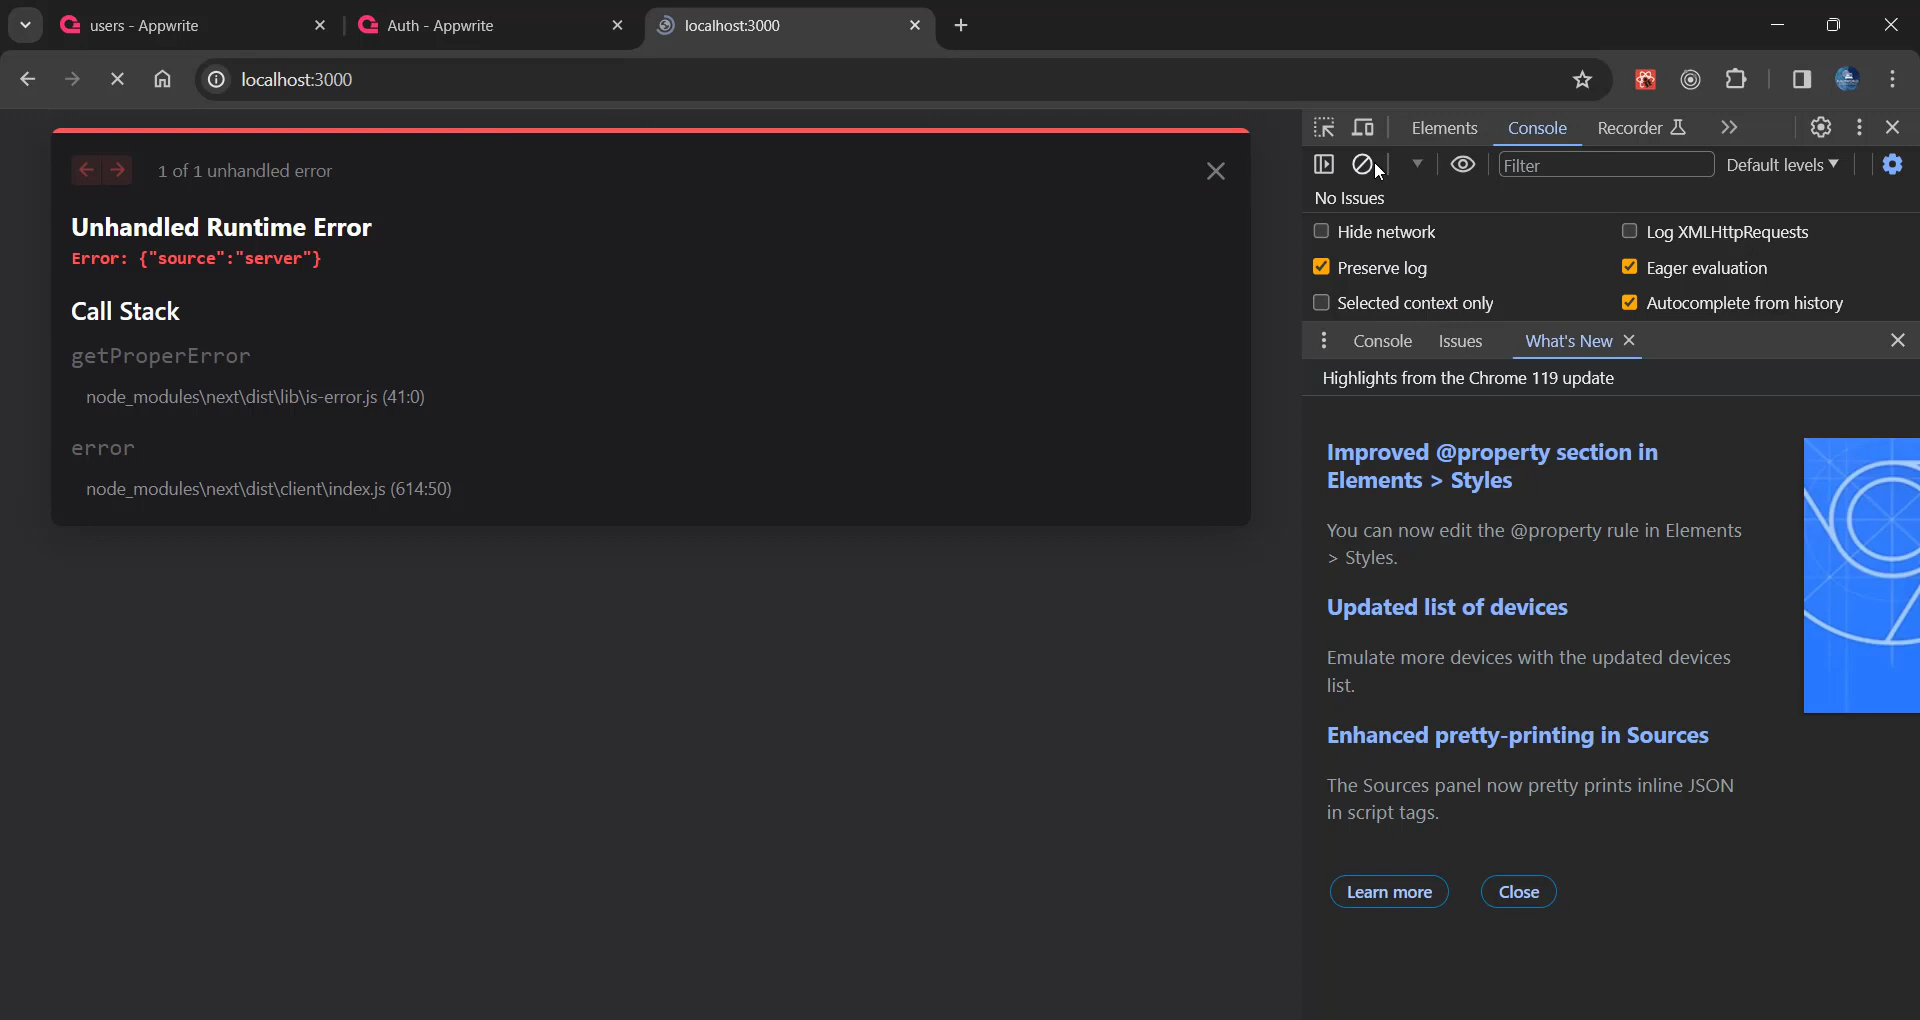 users - Appwrite
Auth - Appwrite
localhost:3000
localhost:3000
1 of 1 unhandled error
Unhandled Runtime Error
Error: {"source":"server"}
Call Stack
getProperError
node_modules\next\dist\lib\is-error.js (41:0)
error
node_modules\next\dist\client\index.js (614:50)
Elements
Console
Recorder
Filter
Default levels
No Issues
Hide network
Log XMLHttpRequests
Preserve log
Eager evaluation
Selected context only
Autocomplete from history
Console
Issues
What's New
Highlights from the Chrome 119 update
Improved @property section in
Elements > Styles
You can now edit the @property rule in Elements
> Styles.
Updated list of devices
Emulate more devices with the updated devices
list.
Enhanced pretty-printing in Sources
The Sources panel now pretty prints inline JSON
in script tags.
Learn more
Close